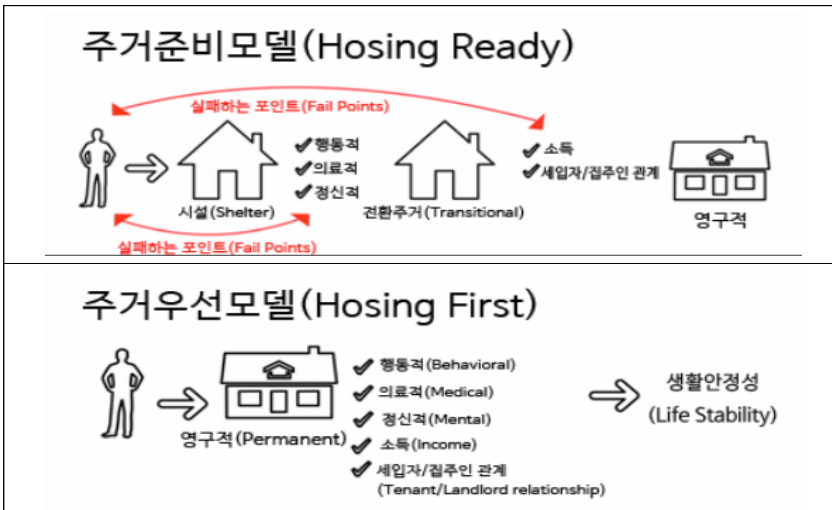 주거준비모델(Hosing Ready)
실패하는 포인트(Fail Points)
행동적
의료적
정신적
소득
세입자/집주인 관계
시설(Shelter)
전환주거(Transitional)
영구적
실패하는 포인트(Fail Points)
주거우선모델(Hosing First)
행동적(Behavioral)
의료적(Medical)
정신적(Mental)
소득(Income)
세입자/집주인 관계
(Tenant/Landlord relationship)
영구적(Permanent)
생활안정성
(Life Stability)